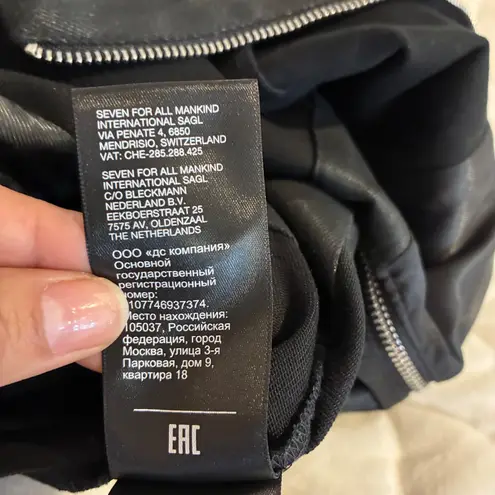 SEVEN FOR ALL MANKIND
INTERNATIONAL SAGL
VIA PENATE 4, 6850
MENDRISIO, SWITZERLAND
VAT: CHE-285.288.425
SEVEN FOR ALL MANKIND
INTERNATIONAL SAGL
C/O BLECKMANN
NEDERLAND B.V.
EEKBOERSTRAAT 25
7575 AV, OLDENZAAL
THE NETHERLANDS
ООО «дс компания»
Основной
государственный
регистрационный
номер:
107746937374.
Место нахождения:
105037, Российская
федерация, город
Москва, улица 3-я
Парковая, дом 9,
квартира 18
EAC